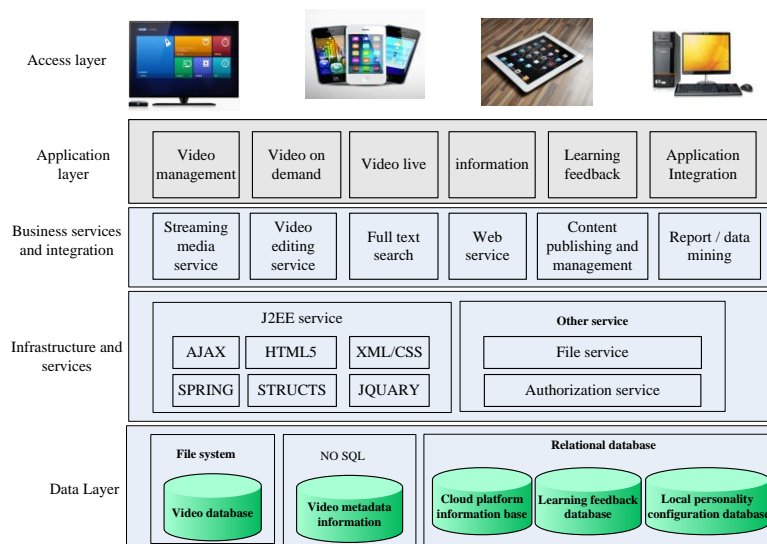 Access layer
Application
layer
Video
management
Video on
demand
Video live
information
Learning
feedback
Application
Integration
Business services
and integration
Streaming
media
service
Video
editing
service
Full text
search
Web
service
Content
publishing and
management
Report / data
mining
Infrastructure and
services
J2EE service
AJAX
HTML5
XML/CSS
SPRING
STRUCTS
JQUARY
Other service
File service
Authorization service
Data Layer
File system
Video database
NO SQL
Video metadata
information
Relational database
Cloud platform
information base
Learning feedback
database
Local personality
configuration database